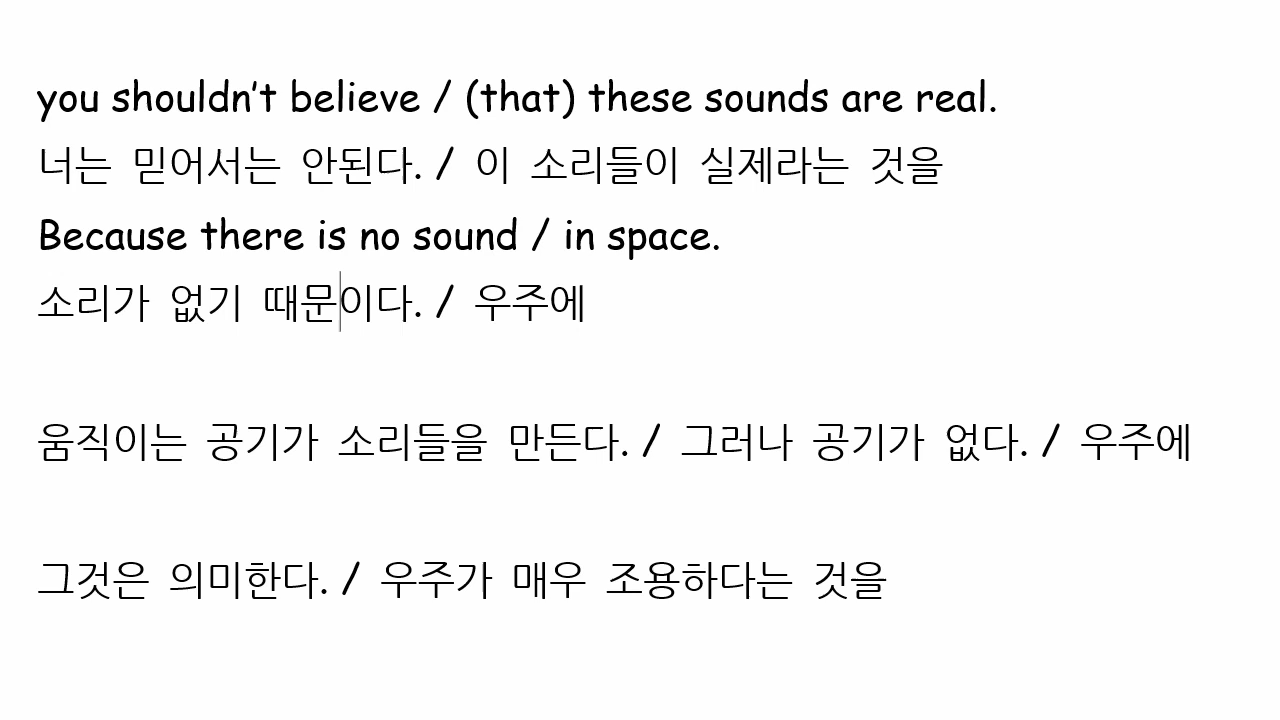 you shouldn't believe / (that) these sounds are real.
너는 믿어서는 안된다. / 이 소리들이 실제라는 것을
Because there is no sound / in space.
소리가 없기 때문이다. / 우주에
움직이는 공기가 소리들을 만든다. / 그러나 공기가 없다. / 우주에
그것은 의미한다. / 우주가 매우 조용하다는 것을